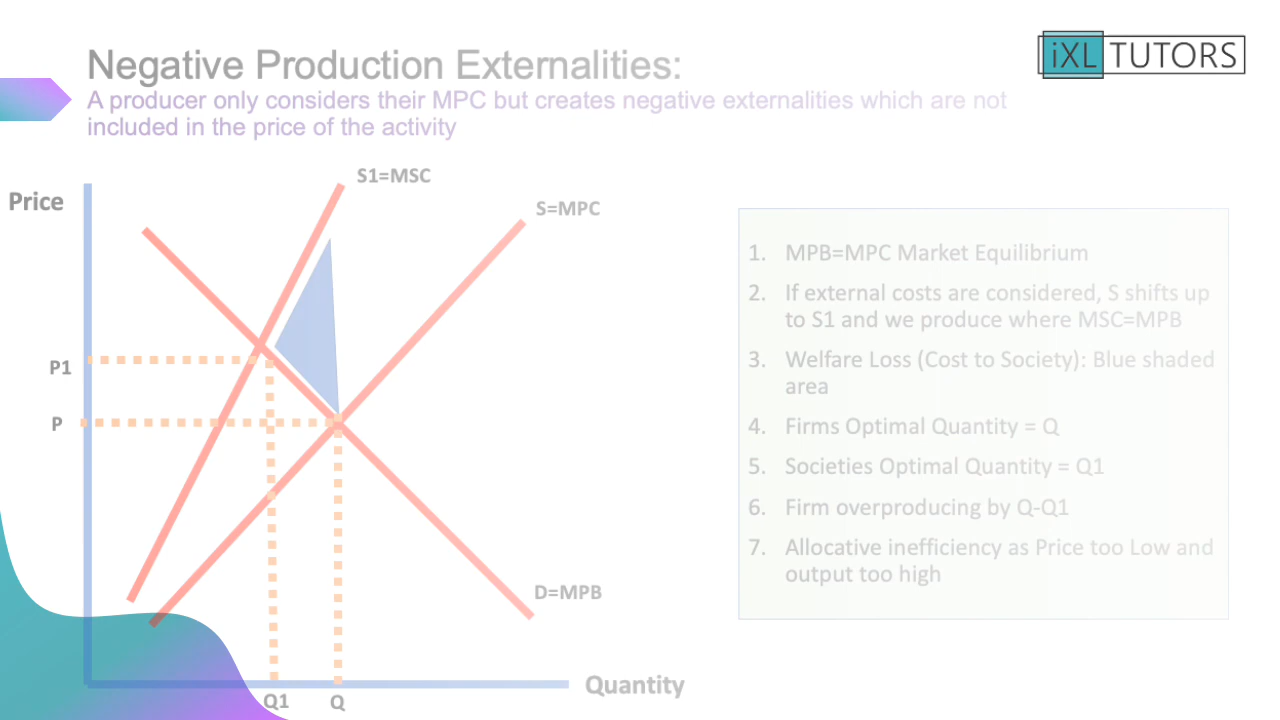 Negative Production Externalities:
A producer only considers their MPC but creates negative externalities which are not
included in the price of the activity
iXL TUTORS
Price
S1=MSC
S=MPC
P1
P
D=MPB
Q1
Q
Quantity
1. MPB=MPC Market Equilibrium
2. If external costs are considered, S shifts up
to S1 and we produce where MSC=MPB
3. Welfare Loss (Cost to Society): Blue shaded
area
4. Firms Optimal Quantity = Q
5. Societies Optimal Quantity = Q1
6. Firm overproducing by Q-Q1
7. Allocative inefficiency as Price too Low and
output too high